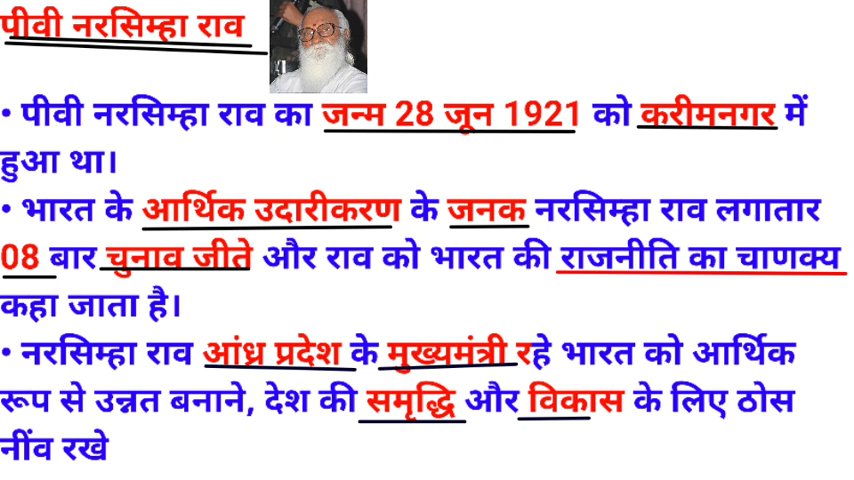 पीवी नरसिम्हा राव
• पीवी नरसिम्हा राव का जन्म 28 जून 1921 को करीमनगर में
हुआ था।
• भारत के आर्थिक उदारीकरण के जनक नरसिम्हा राव लगातार
08 बार चुनाव जीते और राव को भारत की राजनीति का चाणक्य
कहा जाता है।
• नरसिम्हा राव आंध्र प्रदेश के मुख्यमंत्री रहे भारत को आर्थिक
रूप से उन्नत बनाने, देश की समृद्धि और विकास के लिए ठोस
नींव रखे